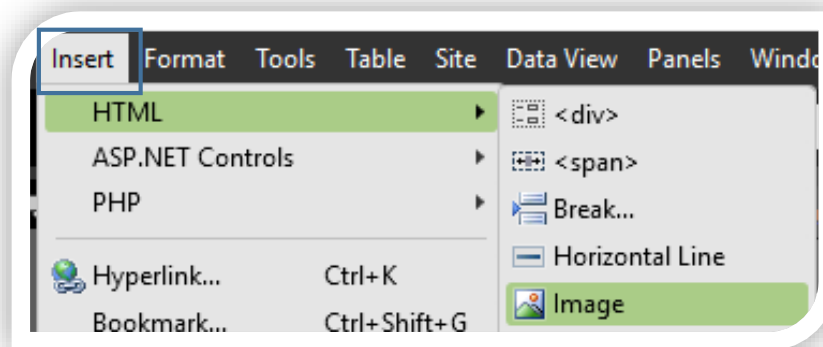 Insert Format Tools Table Site Data View Panels
HTML
ASP.NET Controls
PHP
Hyperlink... Ctrl+K
Bookmark... Ctrl+Shift+G
<div>
<span>
Break...
Horizontal Line
Image